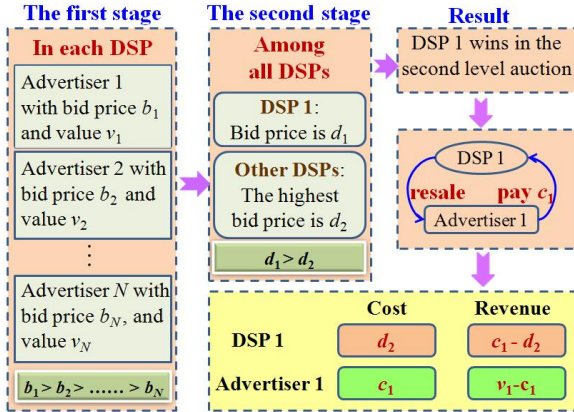 The first stage
In each DSP
Advertiser 1
with bid price b1
and value v1
Advertiser 2 with
bid price b2 and
value v2
⋮
Advertiser N with
bid price bN, and
value vN
b1 > b2 > ...... > bN
The second stage
Among
all DSPs
DSP 1:
Bid price is d1
Other DSPs:
The highest
bid price is d2
d1 > d2
Result
DSP 1 wins in the
second level auction
DSP 1
resale pay c1
Advertiser 1
Cost Revenue
DSP 1 d2 c1 - d2
Advertiser 1 c1 v1-c1